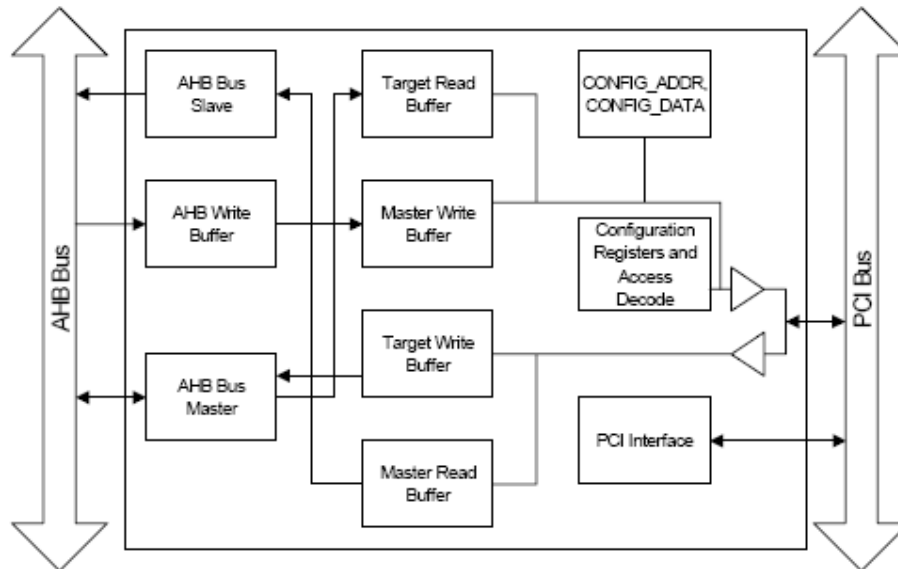 AHB Bus
AHB Bus
Slave
Target Read
Buffer
CONFIG_ADDR,
CONFIG_DATA
AHB Write
Buffer
Master Write
Buffer
Configuration
Registers and
Access
Decode
AHB Bus
Master
Target Write
Buffer
Master Read
Buffer
PCI Interface
PCI Bus